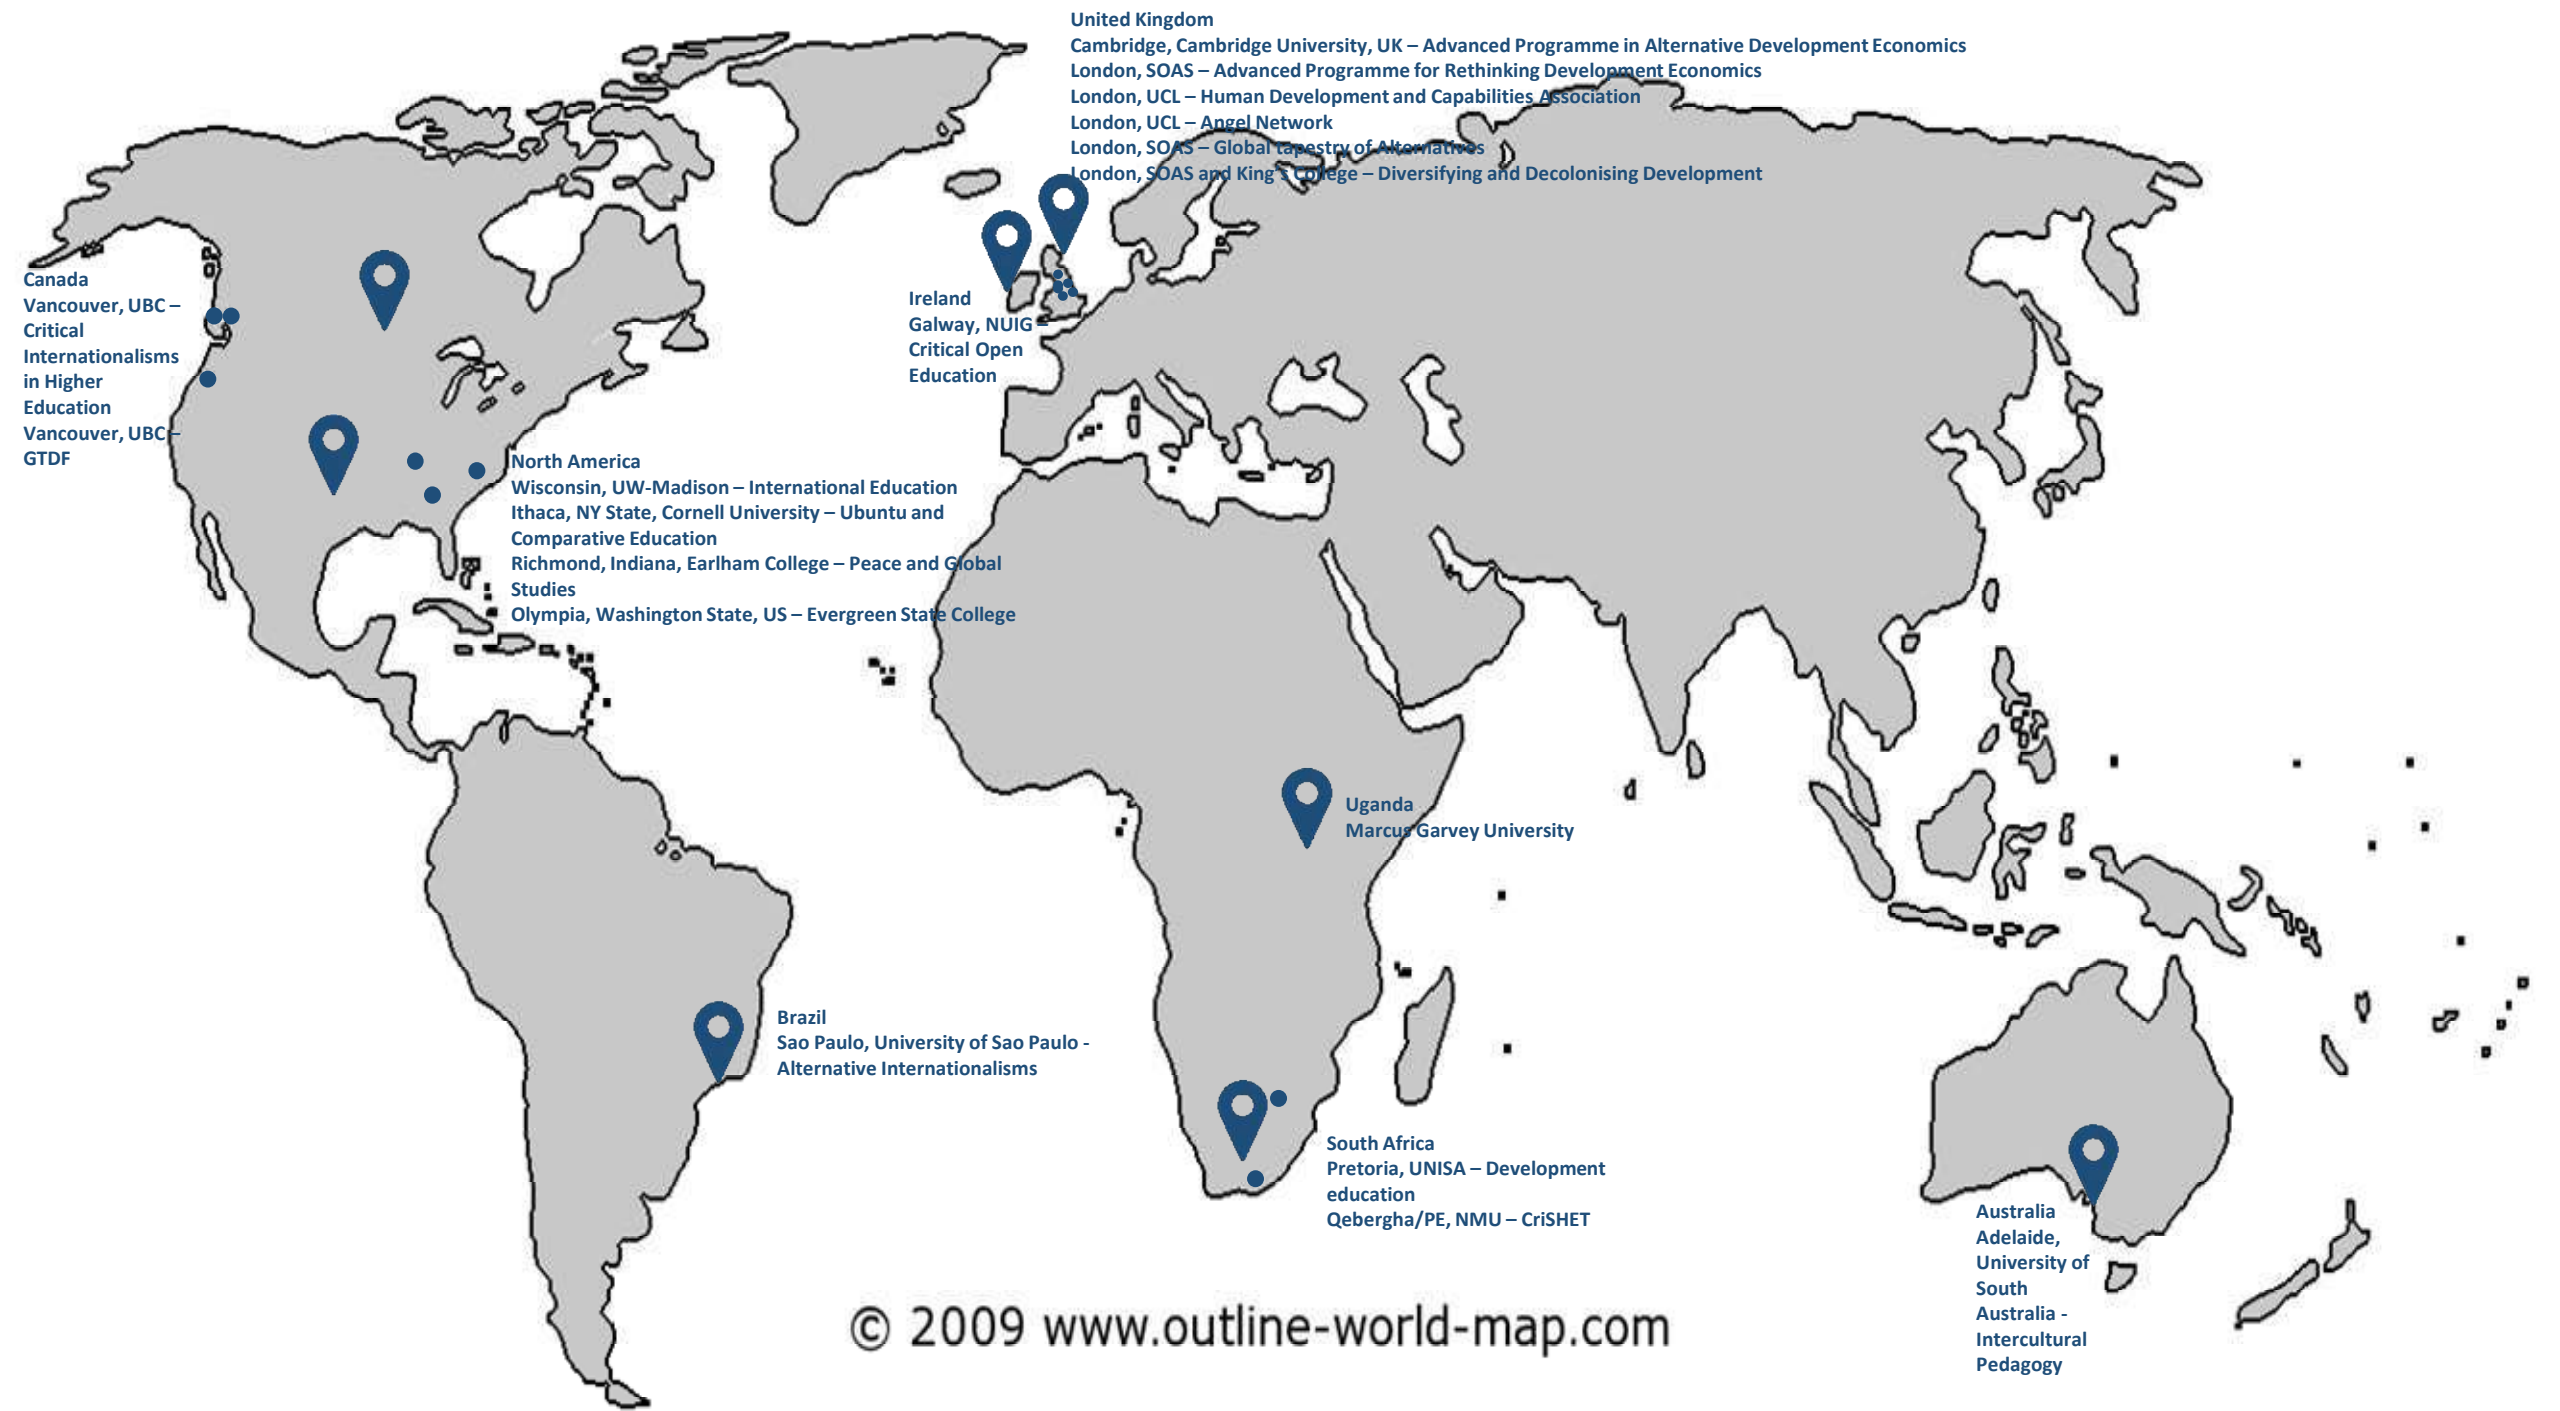 United Kingdom
Cambridge, Cambridge University, UK – Advanced Programme in Alternative Development Economics
London, SOAS – Advanced Programme for Rethinking Development Economics
London, UCL – Human Development and Capabilities Association
London, UCL – Angel Network
London, SOAS – Global tapestry of Alternatives
London, SOAS and King's College – Diversifying and Decolonising Development
Canada
Vancouver, UBC –
Critical
Internationalisms
in Higher
Education
Vancouver, UBC –
GTDF
Ireland
Galway, NUIG –
Critical Open
Education
North America
Wisconsin, UW-Madison – International Education
Ithaca, NY State, Cornell University – Ubuntu and
Comparative Education
Richmond, Indiana, Earlham College – Peace and Global
Studies
Olympia, Washington State, US – Evergreen State College
Uganda
Marcus Garvey University
Brazil
Sao Paulo, University of Sao Paulo -
Alternative Internationalisms
South Africa
Pretoria, UNISA – Development
education
Qebergha/PE, NMU – CriSHET
Australia
Adelaide,
University of
South
Australia -
Intercultural
Pedagogy
© 2009 www.outline-world-map.com